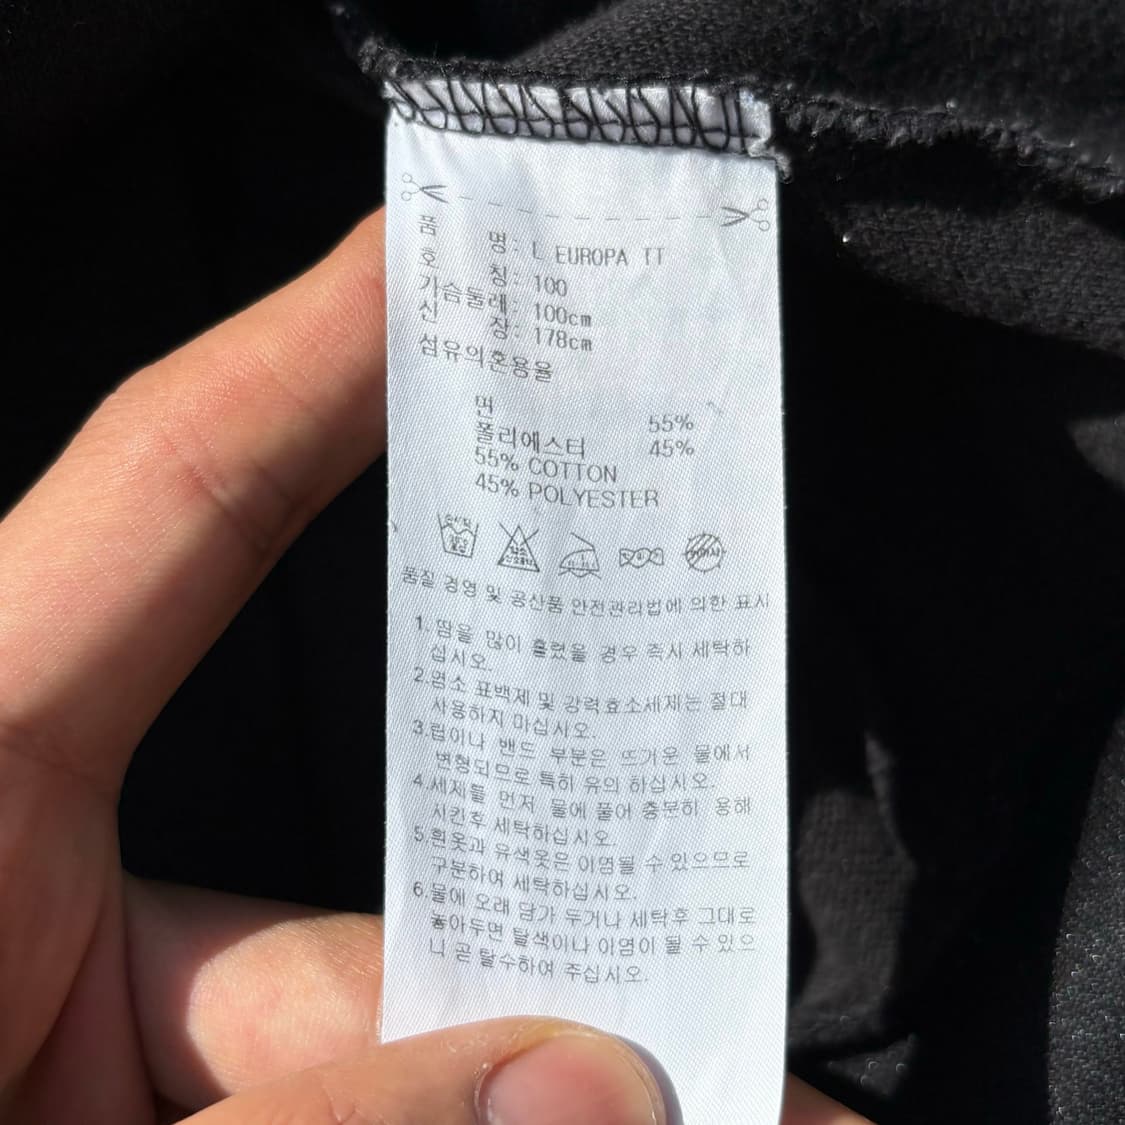 품 명: L EUROPA TT
호 칭: 100
가슴둘레: 100cm
신 장: 178cm
섬유의혼용율
면 55%
폴리에스터 45%
55% COTTON
45% POLYESTER
품질 경영 및 공산품 안전관리법에 의한 표시
1.땀을 많이 흘렸을 경우 즉시 세탁하
십시오.
2.염소 표백제 및 강력효소세제는 절대
사용하지 마십시오.
3.립이나 밴드 부분은 뜨거운 물에서
변형되므로 특히 유의 하십시오.
4.세제를 먼저 물에 풀어 충분히 용해
시킨후 세탁하십시오.
5.흰옷과 유색옷은 이염될 수 있으므로
구분하여 세탁하십시오.
6.물에 오래 담가 두거나 세탁후 그대로
놓아두면 탈색이나 이염이 될 수 있으
니 곧 탈수하여 주십시오.